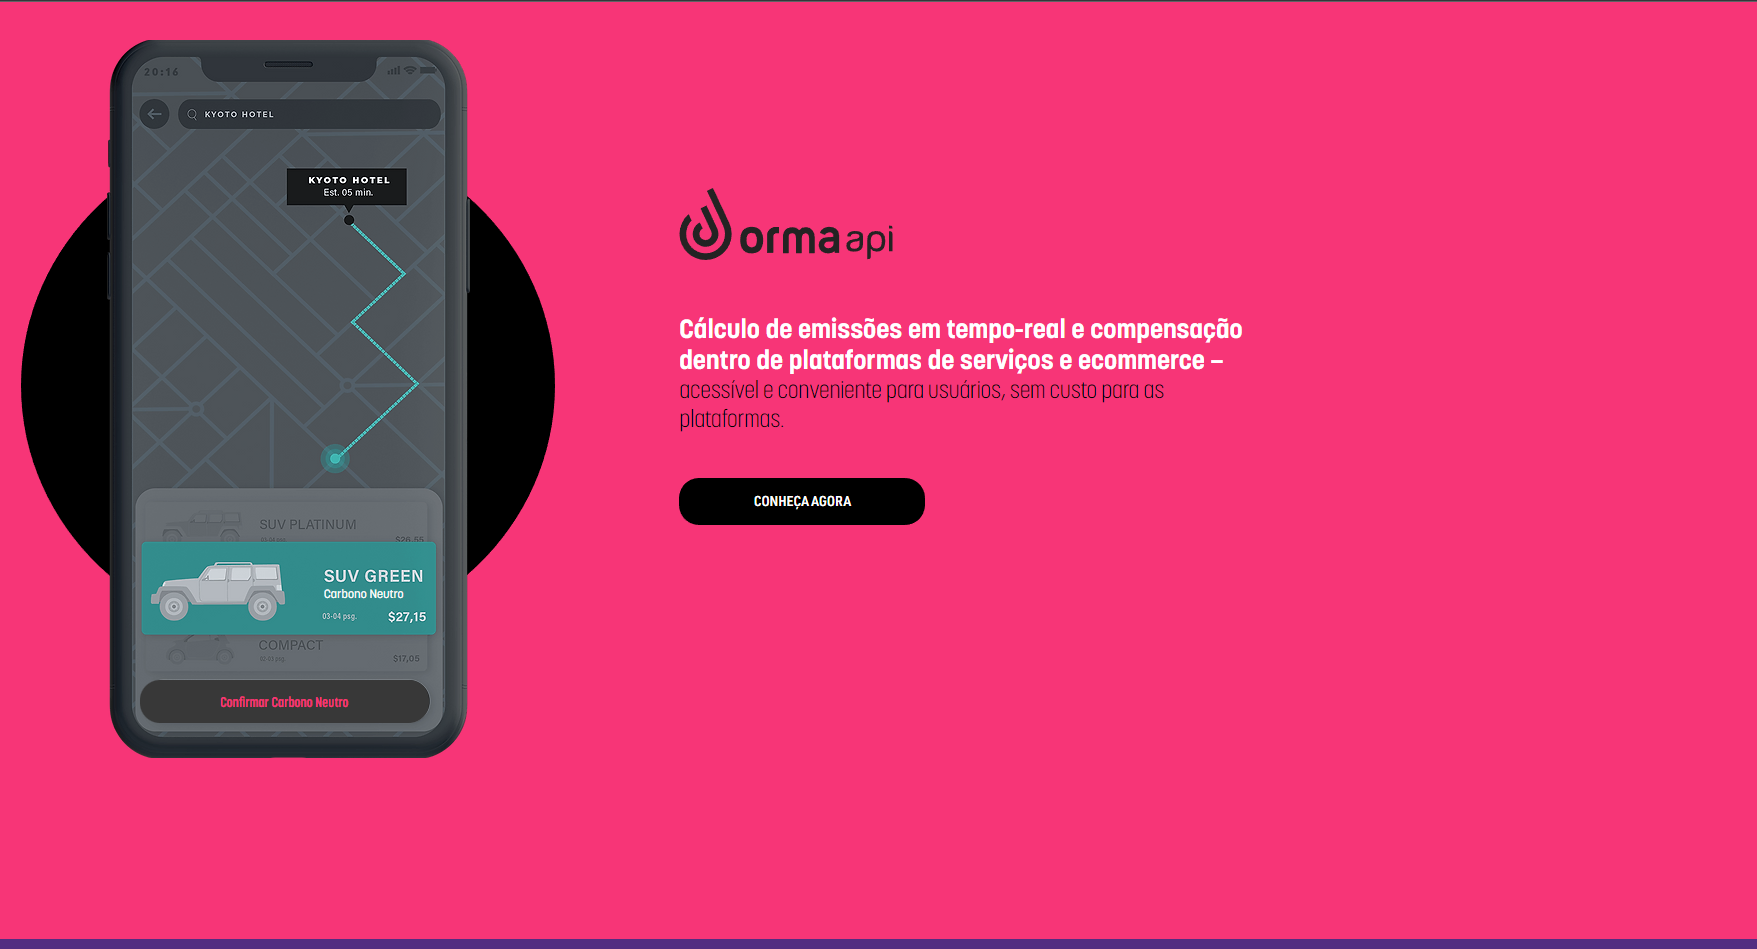 20:16
KYOTO HOTEL
KYOTO HOTEL
Est. 05 min.
SUV PLATINUM
$26,55
SUV GREEN
Carbono Neutro
03-04 psg.
$27,15
COMPACT
$17,05
Confirmar Carbono Neutro
orma api
Cálculo de emissões em tempo-real e compensação
dentro de plataformas de serviços e ecommerce –
acessível e conveniente para usuários, sem custo para as
plataformas.
CONHEÇA AGORA